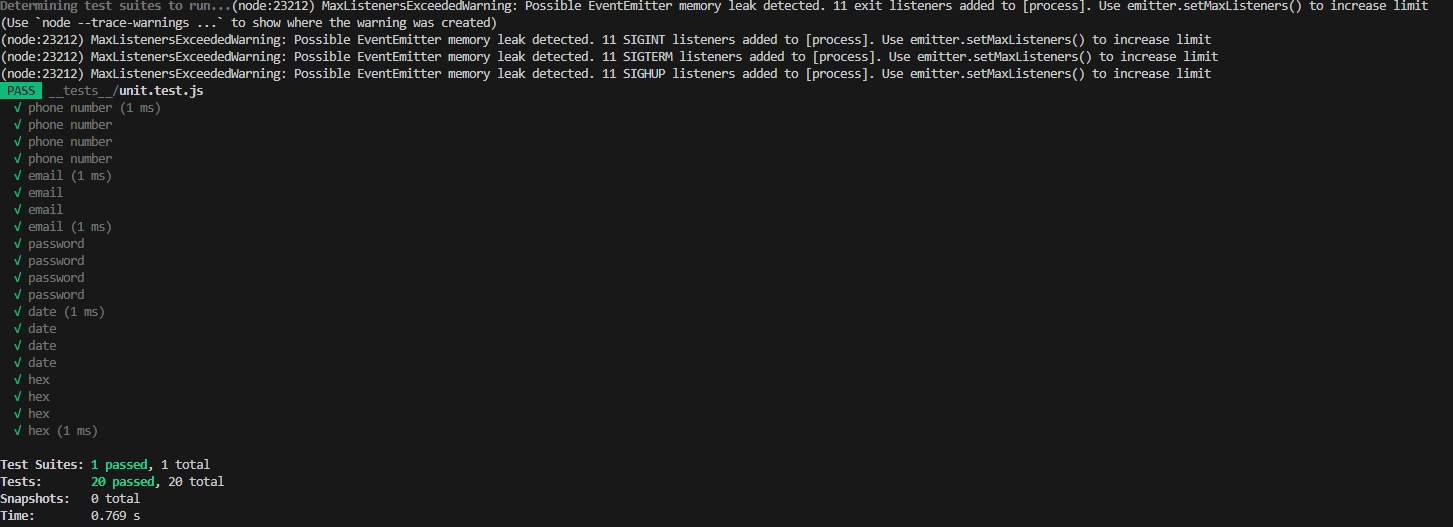 Determining test suites to run...(node:23212) MaxListenersExceededWarning: Possible EventEmitter memory leak detected. 11 exit listeners added to [process]. Use emitter.setMaxListeners() to increase limit
(Use `node --trace-warnings ...` to show where the warning was created)
(node:23212) MaxListenersExceededWarning: Possible EventEmitter memory leak detected. 11 SIGINT listeners added to [process]. Use emitter.setMaxListeners() to increase limit
(node:23212) MaxListenersExceededWarning: Possible EventEmitter memory leak detected. 11 SIGTERM listeners added to [process]. Use emitter.setMaxListeners() to increase limit
(node:23212) MaxListenersExceededWarning: Possible EventEmitter memory leak detected. 11 SIGHUP listeners added to [process]. Use emitter.setMaxListeners() to increase limit
PASS __tests__/unit.test.js
√ phone number (1 ms)
√ phone number
√ phone number
√ phone number
√ email (1 ms)
√ email
√ email
√ email (1 ms)
√ password
√ password
√ password
√ password
√ date (1 ms)
√ date
√ date
√ date
√ hex
√ hex
√ hex
√ hex (1 ms)
Test Suites: 1 passed, 1 total
Tests: 20 passed, 20 total
Snapshots: 0 total
Time: 0.769 s